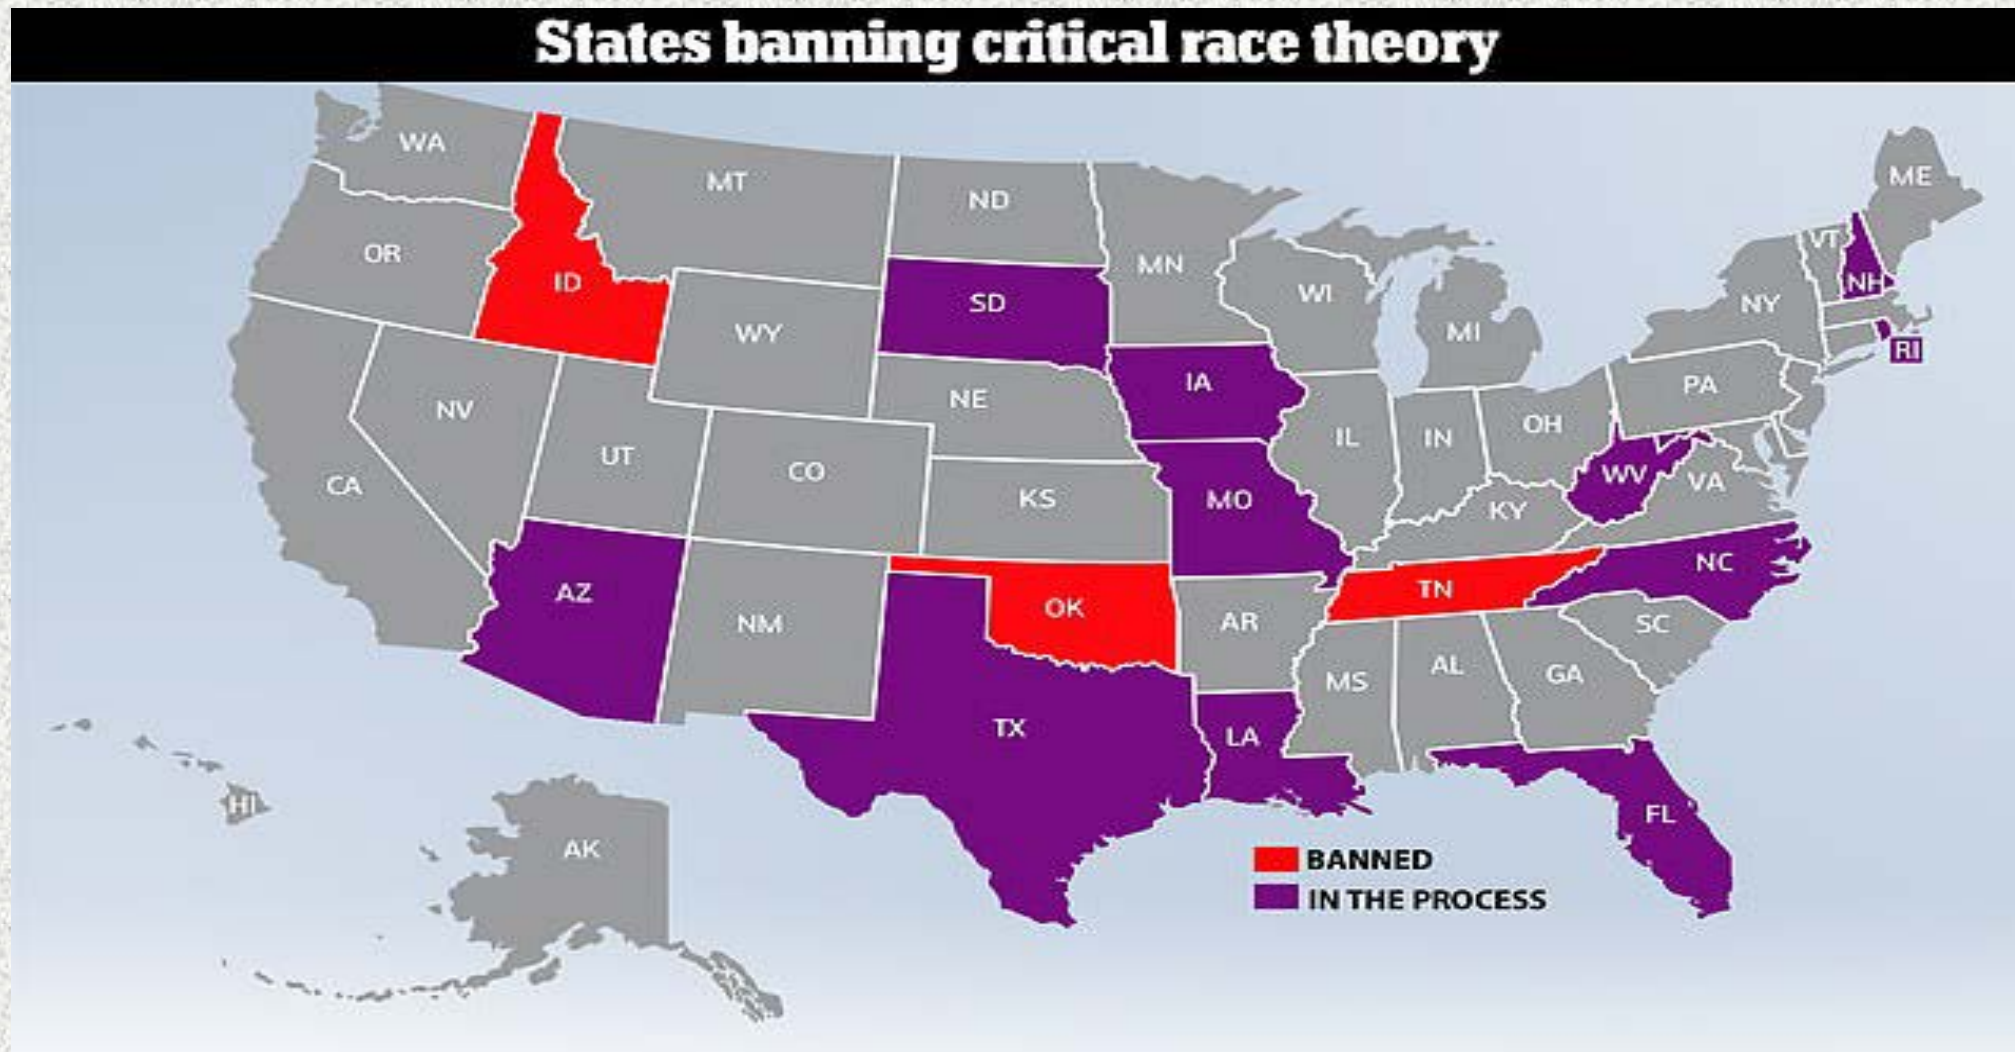 States banning critical race theory
WA
MT
ND
ME
OR
ID
MN
VT
NH
SD
WI
NY
WY
MI
RI
IA
PA
NE
NV
IL
IN
OH
UT
CO
CA
WV
VA
KS
MO
KY
NC
AZ
TN
OK
NM
AR
SC
MS
AL
GA
TX
LA
HI
FL
AK
BANNED
IN THE PROCESS